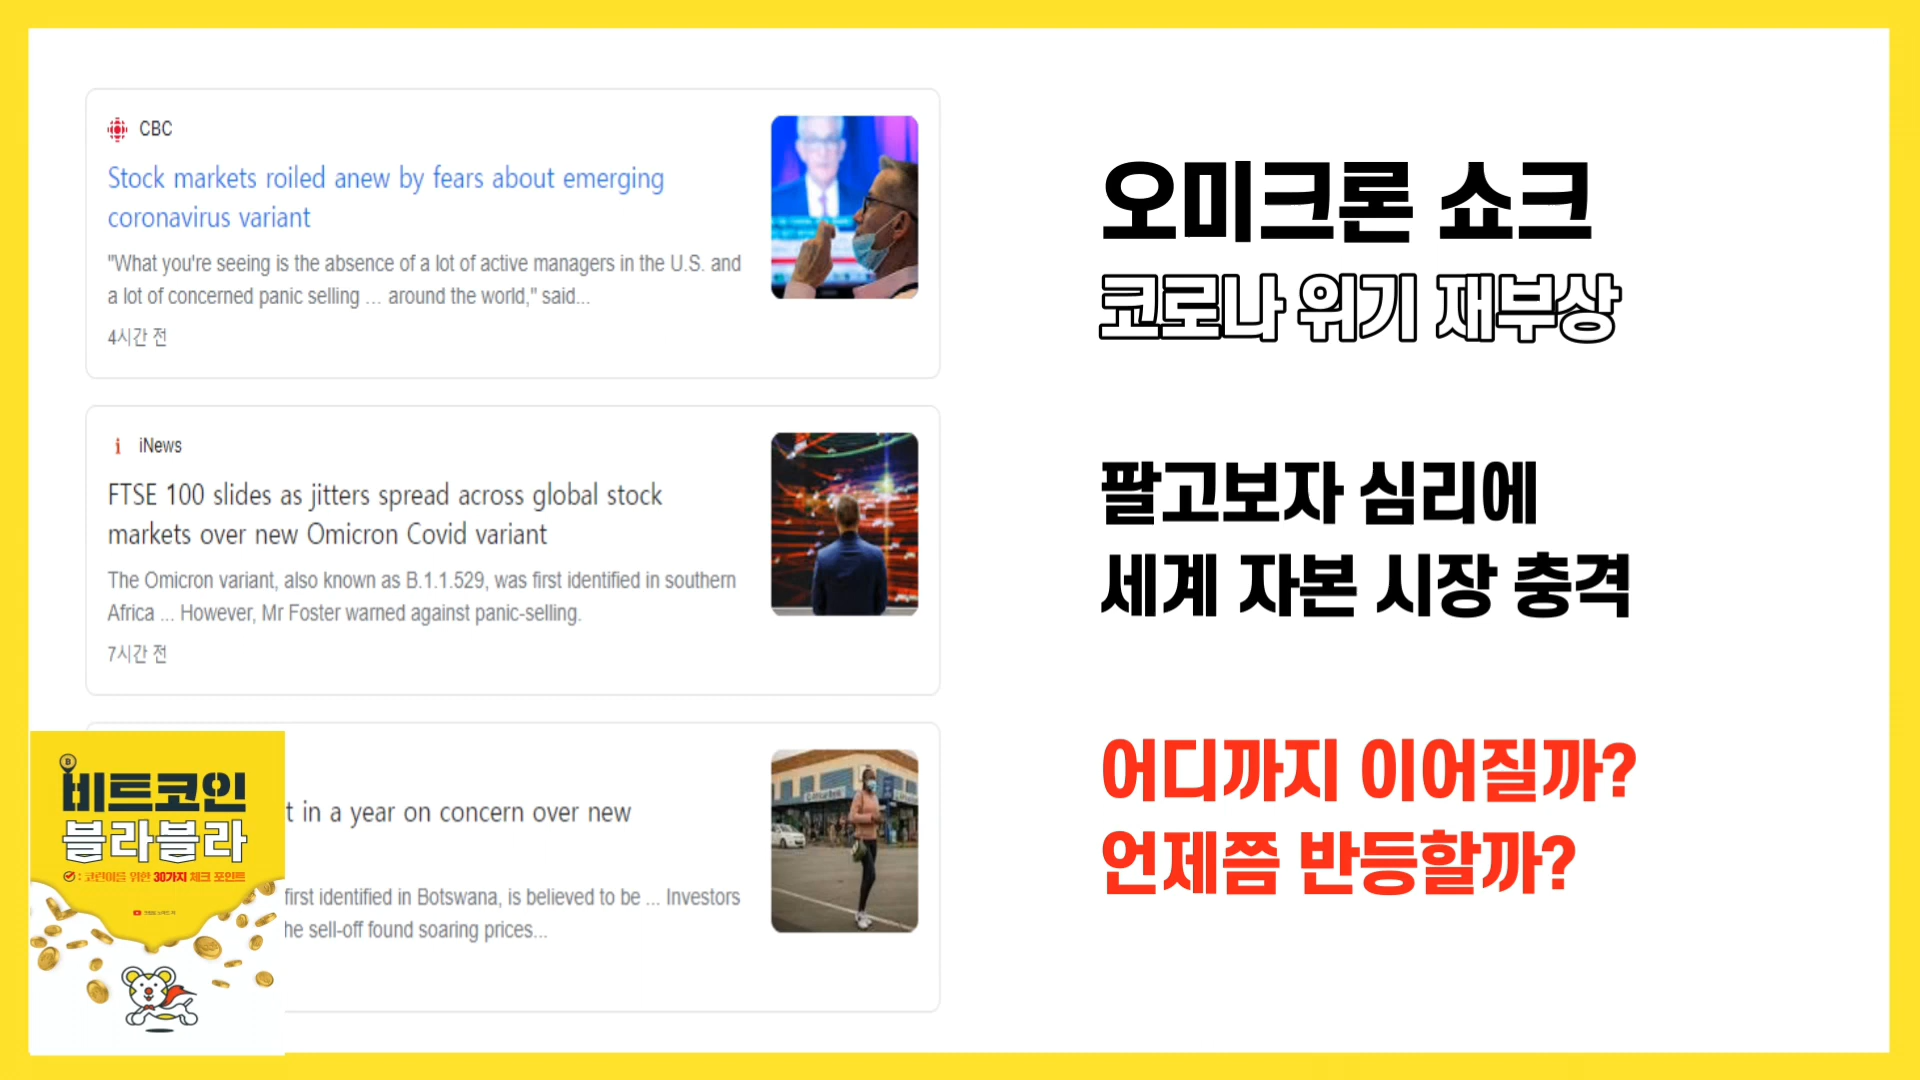 CBC
Stock markets roiled anew by fears about emerging
coronavirus variant
"What you're seeing is the absence of a lot of active managers in the U.S. and
a lot of concerned panic selling ... around the world," said...
4시간 전
i iNews
FTSE 100 slides as jitters spread across global stock
markets over new Omicron Covid variant
The Omicron variant, also known as B.1.1.529, was first identified in southern
Africa ... However, Mr Foster warned against panic-selling.
7시간 전
t in a year on concern over new
first identified in Botswana, is believed to be ... Investors
he sell-off found soaring prices...
B
비트코인
블라블라
: 코린이를 위한 30가지 체크 포인트
오미크론 쇼크
코로나 위기 재부상
팔고보자 심리에
세계 자본 시장 충격
어디까지 이어질까?
언제쯤 반등할까?